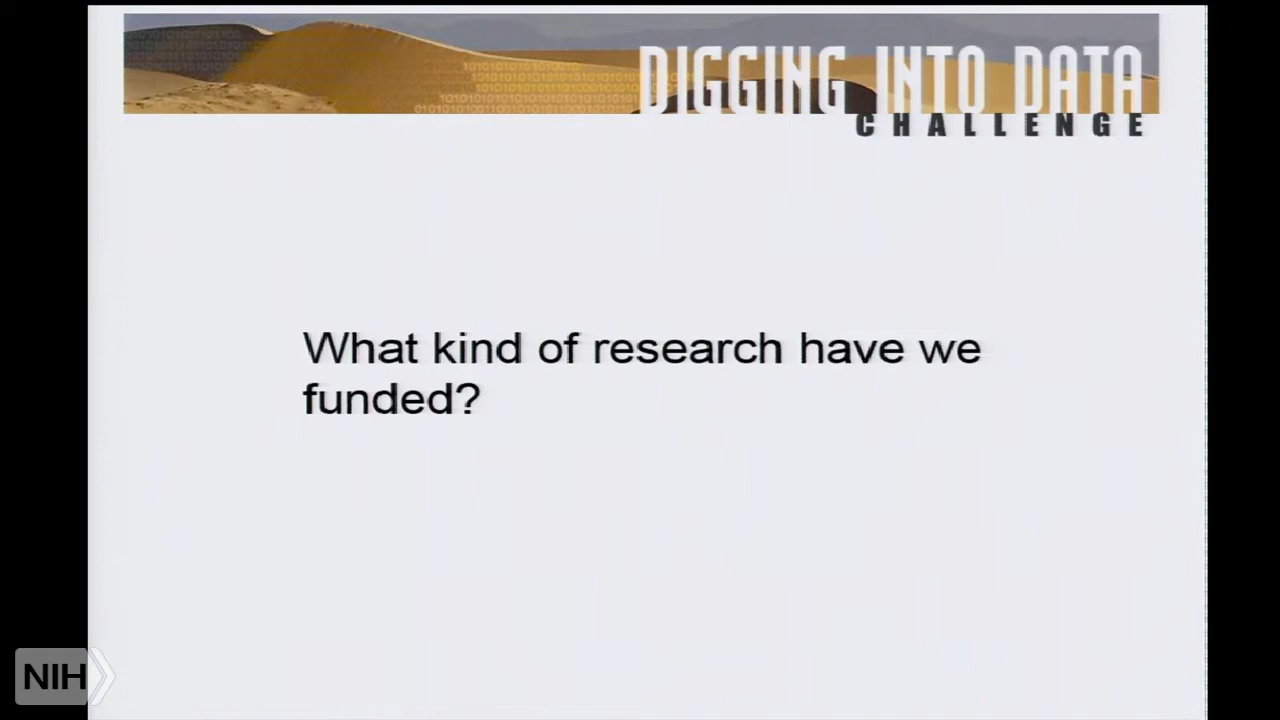 DIGGING INTO DATA
CHALLENGE
What kind of research have we
funded?
NIH